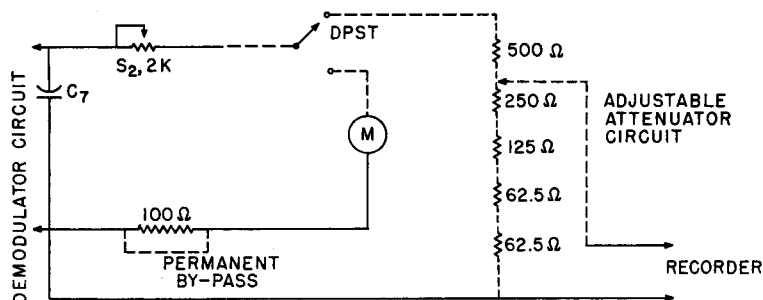 DPST
S2, 2K
500 Ω
C7
250 Ω
ADJUSTABLE
ATTENUATOR
CIRCUIT
M
125 Ω
DEMODULATOR CIRCUIT
62.5 Ω
100 Ω
62.5 Ω
PERMANENT
BY-PASS
RECORDER